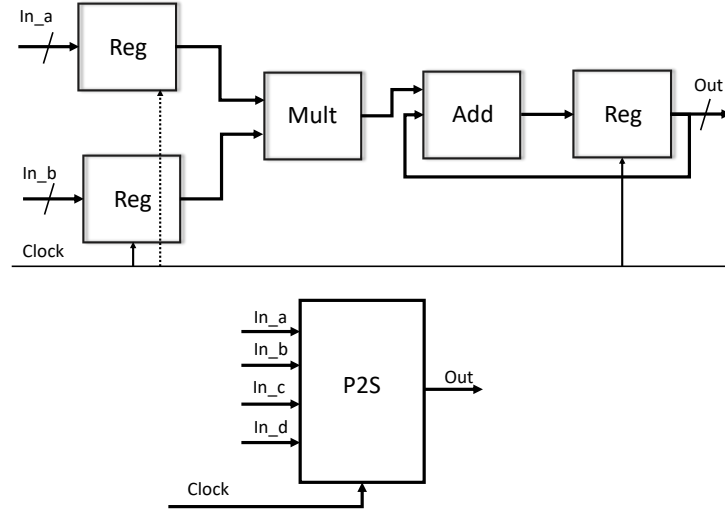 In_a
Reg
Mult
Add
Reg
Out
In_b
Reg
Clock
In_a
In_b
In_c
In_d
P2S
Out
Clock